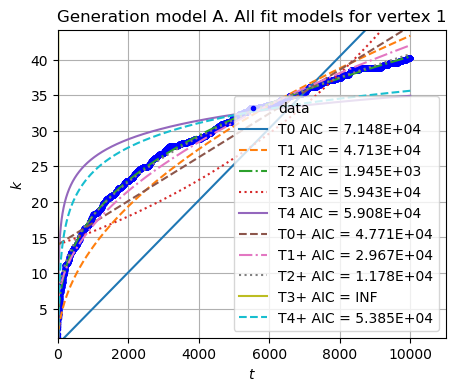 Generation model A. All fit models for vertex 1
40
35
30
25
20
15
10
5
k
data
T0 AIC = 7.148E+04
T1 AIC = 4.713E+04
T2 AIC = 1.945E+03
T3 AIC = 5.943E+04
T4 AIC = 5.908E+04
T0+ AIC = 4.771E+04
T1+ AIC = 2.967E+04
T2+ AIC = 1.178E+04
T3+ AIC = INF
T4+ AIC = 5.385E+04
0 2000 4000 6000 8000 10000
t